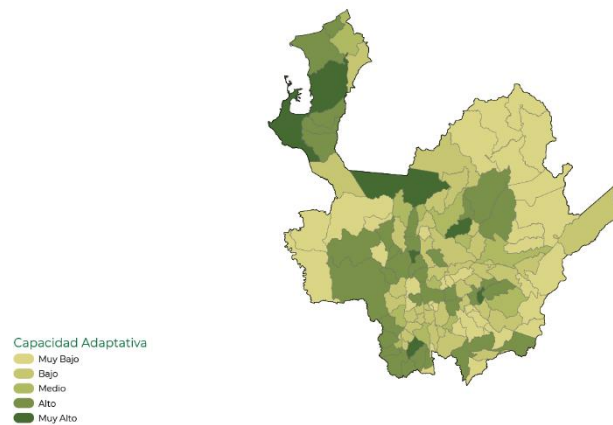 Capacidad Adaptativa
Muy Bajo
Bajo
Medio
Alto
Muy Alto